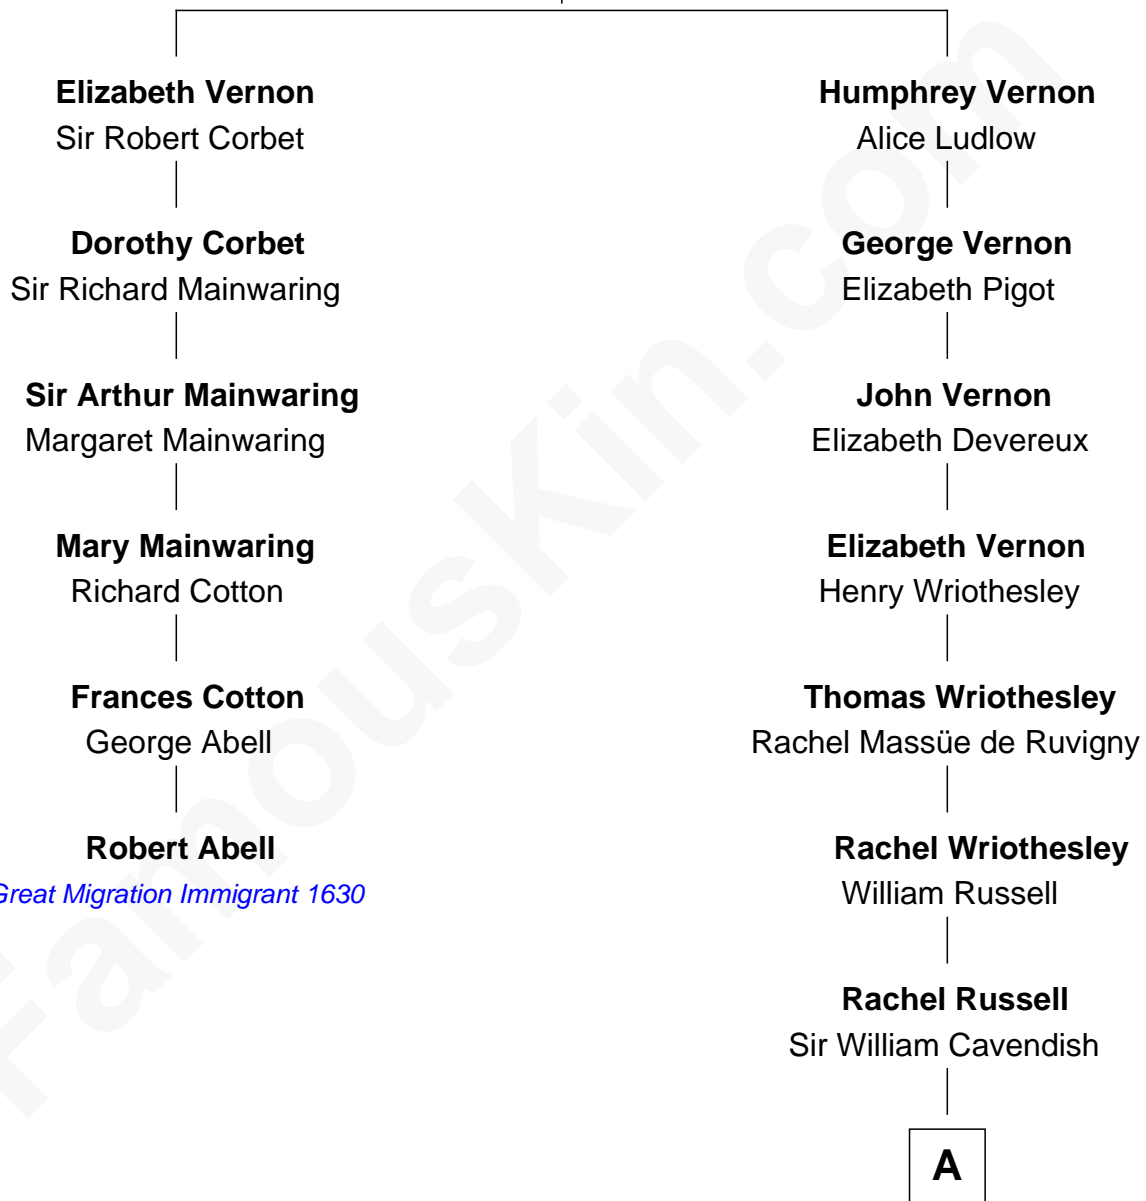 Elizabeth Vernon
Sir Robert Corbet
Dorothy Corbet
Sir Richard Mainwaring
Sir Arthur Mainwaring
Margaret Mainwaring
Mary Mainwaring
Richard Cotton
Frances Cotton
George Abell
Robert Abell
Great Migration Immigrant 1630
Humphrey Vernon
Alice Ludlow
George Vernon
Elizabeth Pigot
John Vernon
Elizabeth Devereux
Elizabeth Vernon
Henry Wriothesley
Thomas Wriothesley
Rachel Massüe de Ruvigny
Rachel Wriothesley
William Russell
Rachel Russell
Sir William Cavendish
A
FamousKin.com